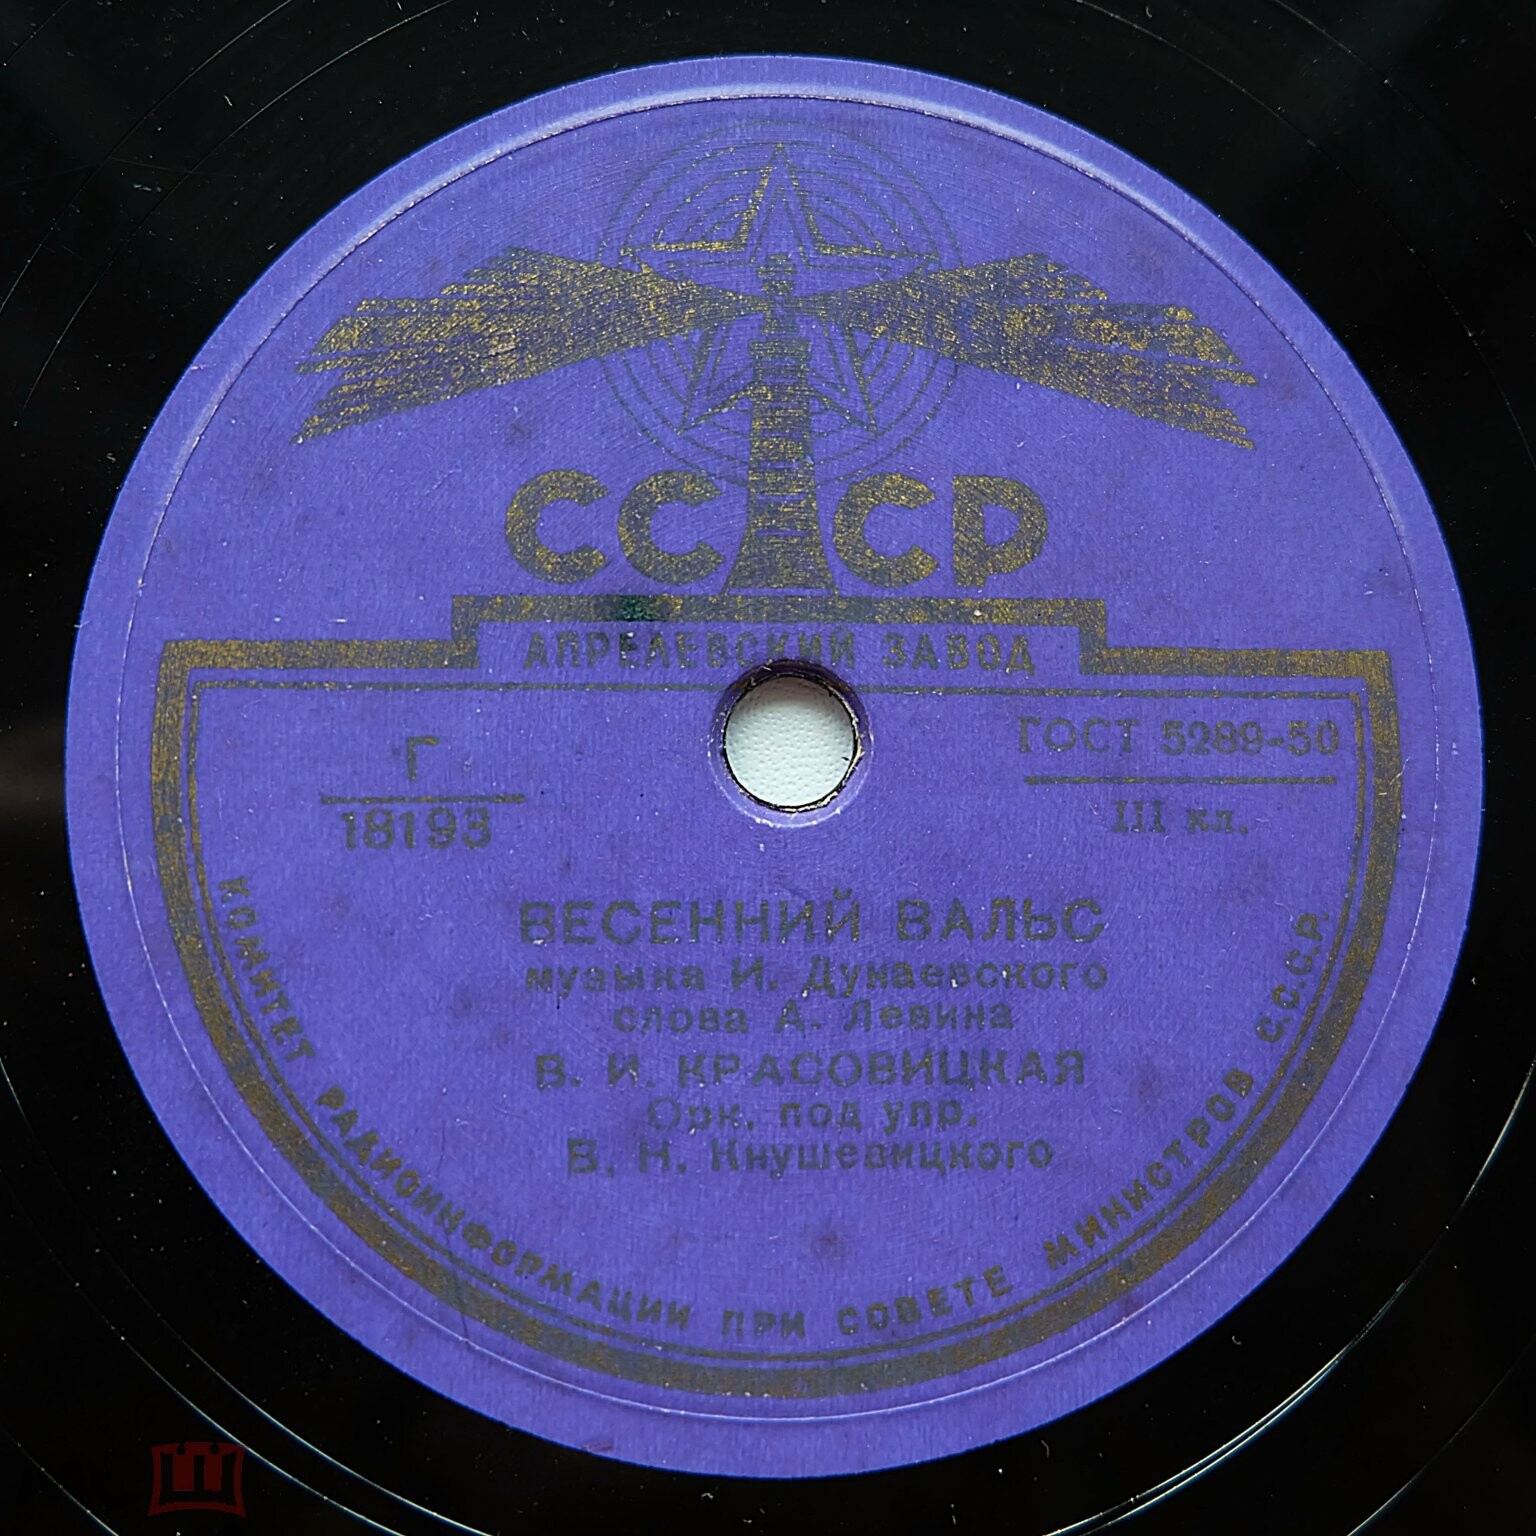 СССР
АПРЕЛЕВСКИЙ ЗАВОД
Г
18193
ГОСТ 5289-50
III кл.
ВЕСЕННИЙ ВАЛЬС
музыка И. Дунаевского
слова А. Левина
В. И. КРАСОВИЦКАЯ
Орк. под упр.
В. Н. Кнушевицкого
КОМИТЕТ РАДИОИНФОРМАЦИИ ПРИ СОВЕТЕ МИНИСТРОВ С.С.С.Р.